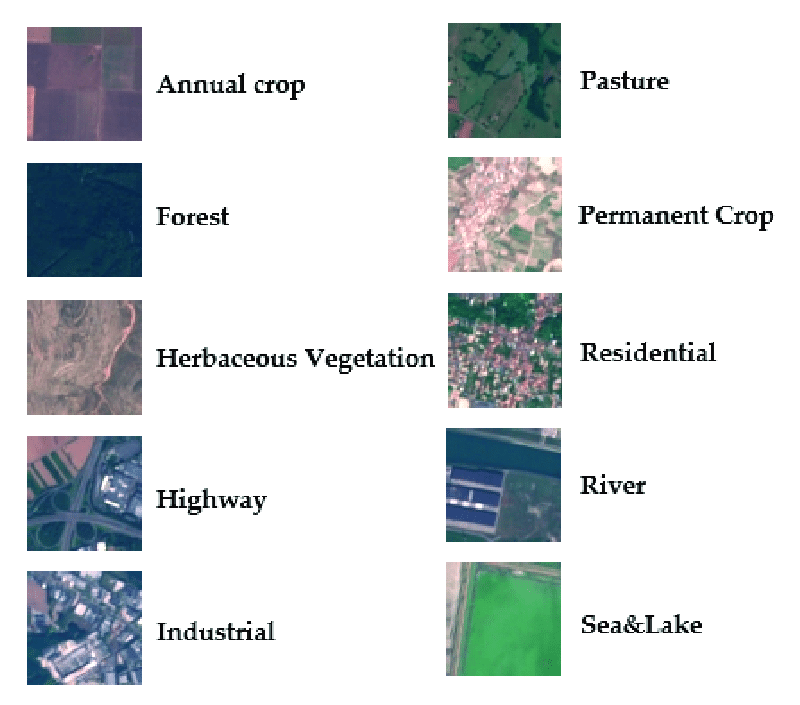 Annual crop
Pasture
Forest
Permanent Crop
Herbaceous Vegetation
Residential
Highway
River
Industrial
Sea&Lake